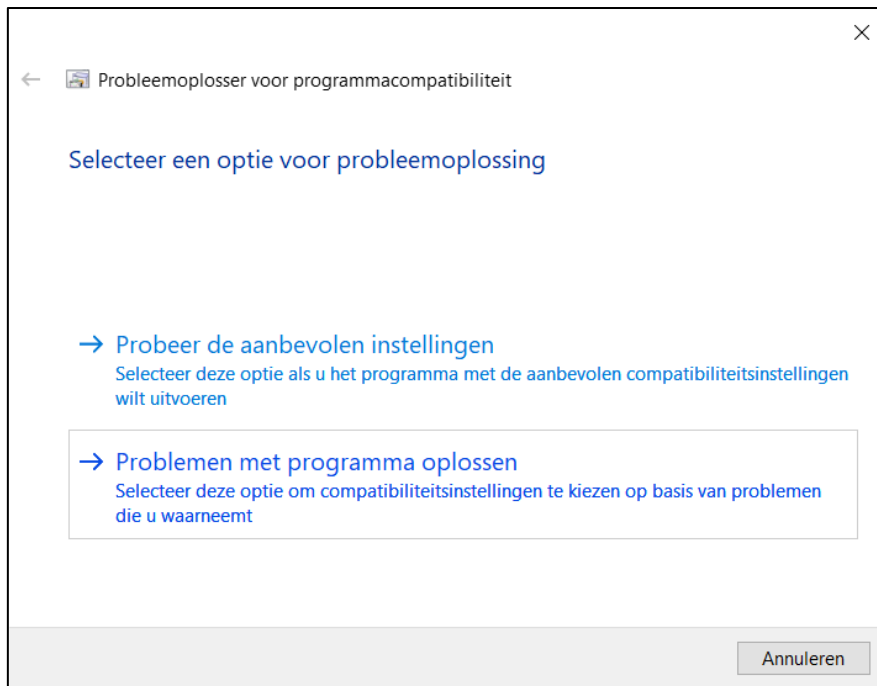 Probleemoplosser voor programmacompatibiliteit
Selecteer een optie voor probleemoplossing
Probeer de aanbevolen instellingen
Selecteer deze optie als u het programma met de aanbevolen compatibiliteitsinstellingen
wilt uitvoeren
Problemen met programma oplossen
Selecteer deze optie om compatibiliteitsinstellingen te kiezen op basis van problemen
die u waarneemt
Annuleren